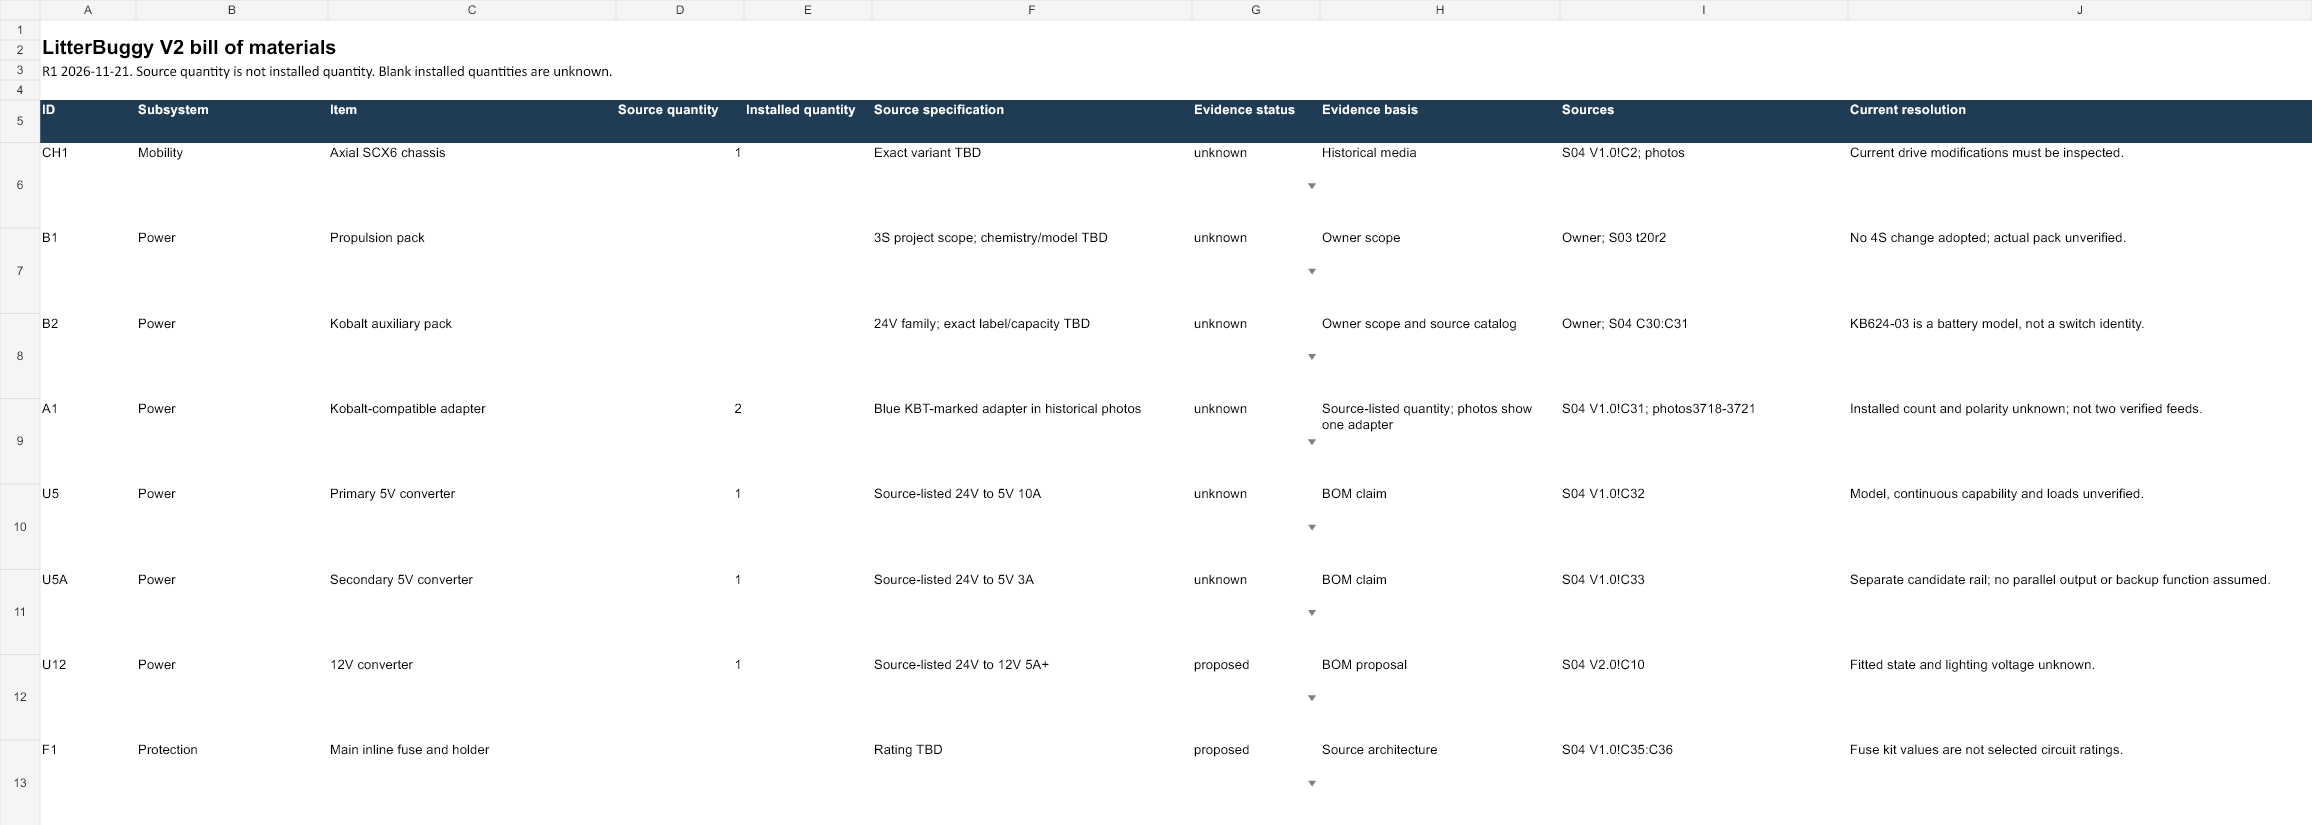 A B C D E F G H I J
1
2 LitterBuggy V2 bill of materials
3 R1 2026-11-21. Source quantity is not installed quantity. Blank installed quantities are unknown.
4
5 ID Subsystem Item Source quantity Installed quantity Source specification Evidence status Evidence basis Sources Current resolution
6 CH1 Mobility Axial SCX6 chassis 1 Exact variant TBD unknown Historical media S04 V1.0!C2; photos Current drive modifications must be inspected.
7 B1 Power Propulsion pack 3S project scope; chemistry/model TBD unknown Owner scope Owner; S03 t20r2 No 4S change adopted; actual pack unverified.
8 B2 Power Kobalt auxiliary pack 24V family; exact label/capacity TBD unknown Owner scope and source catalog Owner; S04 C30:C31 KB624-03 is a battery model, not a switch identity.
9 A1 Power Kobalt-compatible adapter 2 Blue KBT-marked adapter in historical photos unknown Source-listed quantity; photos show S04 V1.0!C31; photos3718-3721 Installed count and polarity unknown; not two verified feeds.
one adapter
10 U5 Power Primary 5V converter 1 Source-listed 24V to 5V 10A unknown BOM claim S04 V1.0!C32 Model, continuous capability and loads unverified.
11 U5A Power Secondary 5V converter 1 Source-listed 24V to 5V 3A unknown BOM claim S04 V1.0!C33 Separate candidate rail; no parallel output or backup function assumed.
12 U12 Power 12V converter 1 Source-listed 24V to 12V 5A+ proposed BOM proposal S04 V2.0!C10 Fitted state and lighting voltage unknown.
13 F1 Protection Main inline fuse and holder Rating TBD proposed Source architecture S04 V1.0!C35:C36 Fuse kit values are not selected circuit ratings.